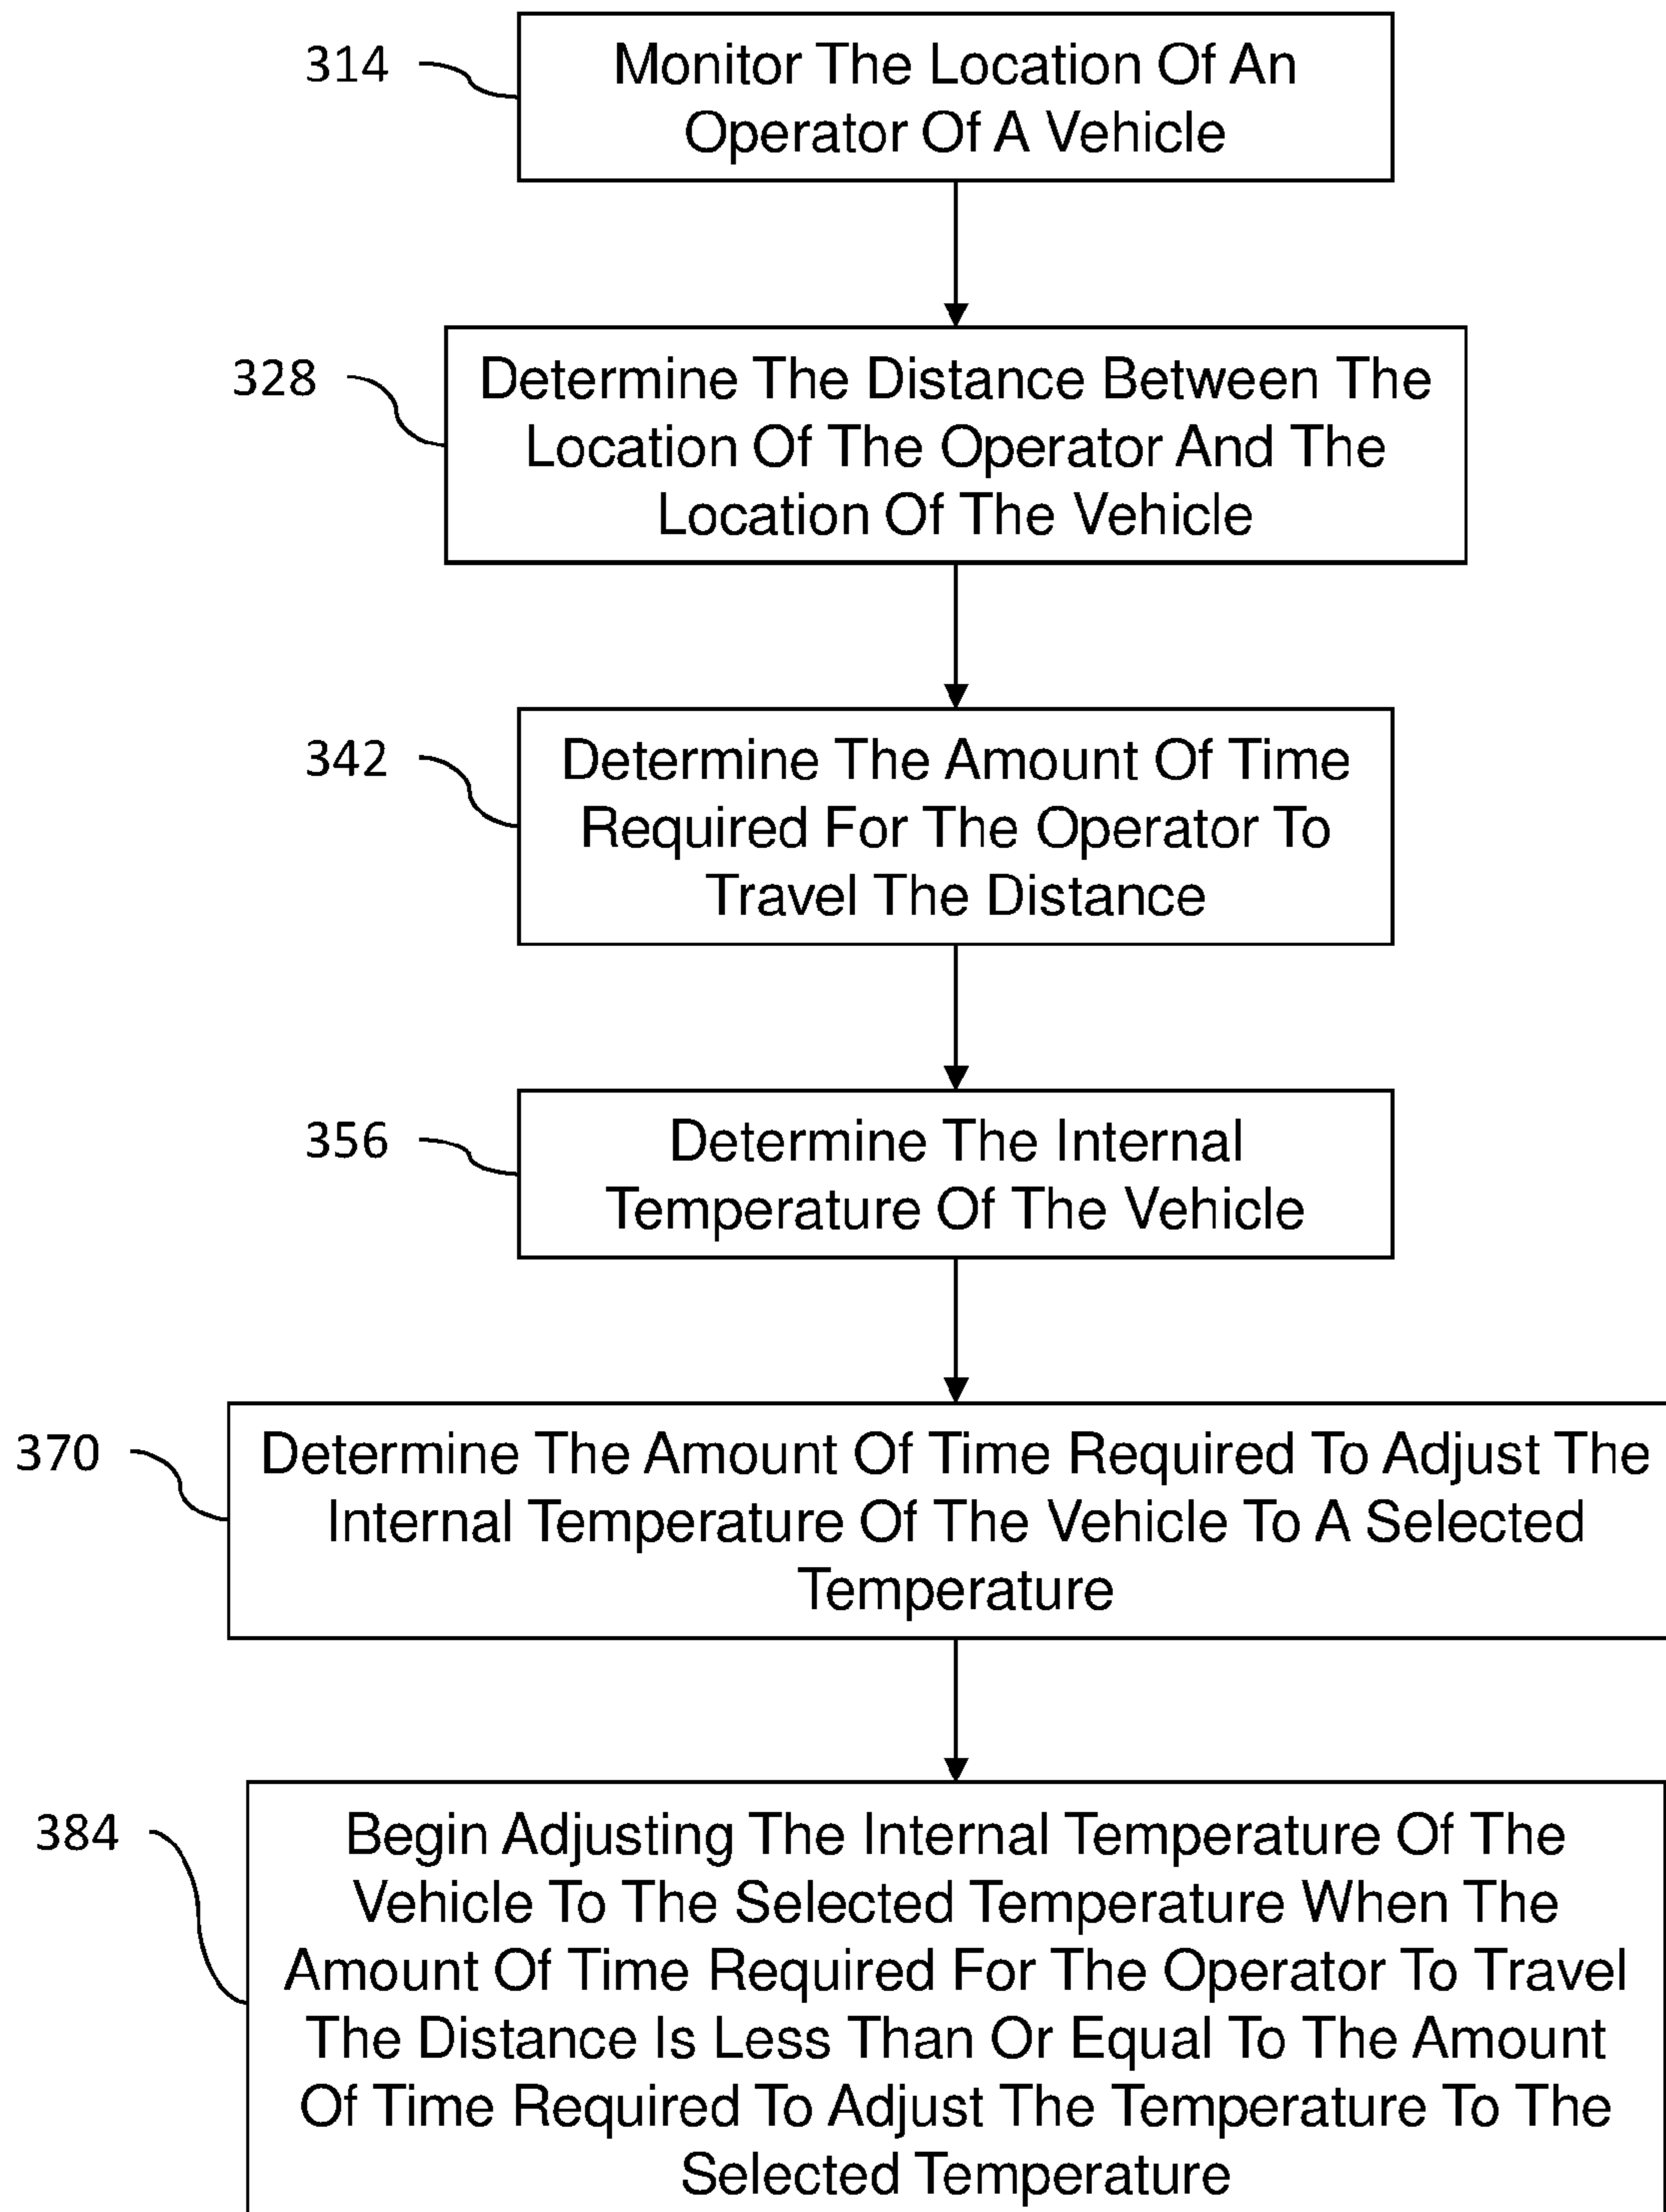 314
Monitor The Location Of An
Operator Of A Vehicle
328
Determine The Distance Between The
Location Of The Operator And The
Location Of The Vehicle
342
Determine The Amount Of Time
Required For The Operator To
Travel The Distance
356
Determine The Internal
Temperature Of The Vehicle
370
Determine The Amount Of Time Required To Adjust The
Internal Temperature Of The Vehicle To A Selected
Temperature
384
Begin Adjusting The Internal Temperature Of The
Vehicle To The Selected Temperature When The
Amount Of Time Required For The Operator To Travel
The Distance Is Less Than Or Equal To The Amount
Of Time Required To Adjust The Temperature To The
Selected Temperature